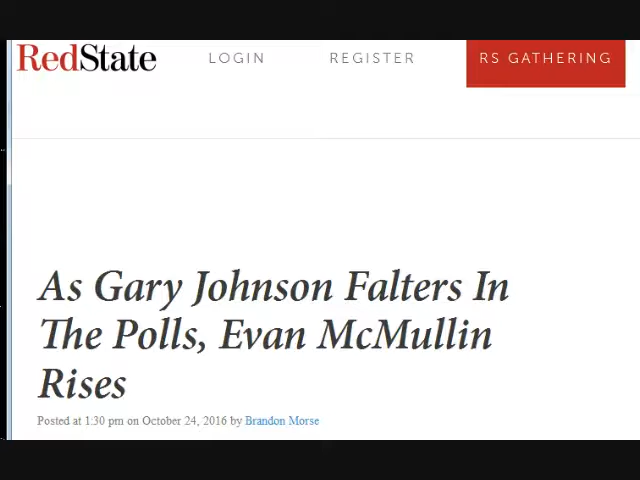 RedState LOGIN REGISTER RS GATHERING
As Gary Johnson Falters In
The Polls, Evan McMullin
Rises
Posted at 1:30 pm on October 24, 2016 by Brandon Morse